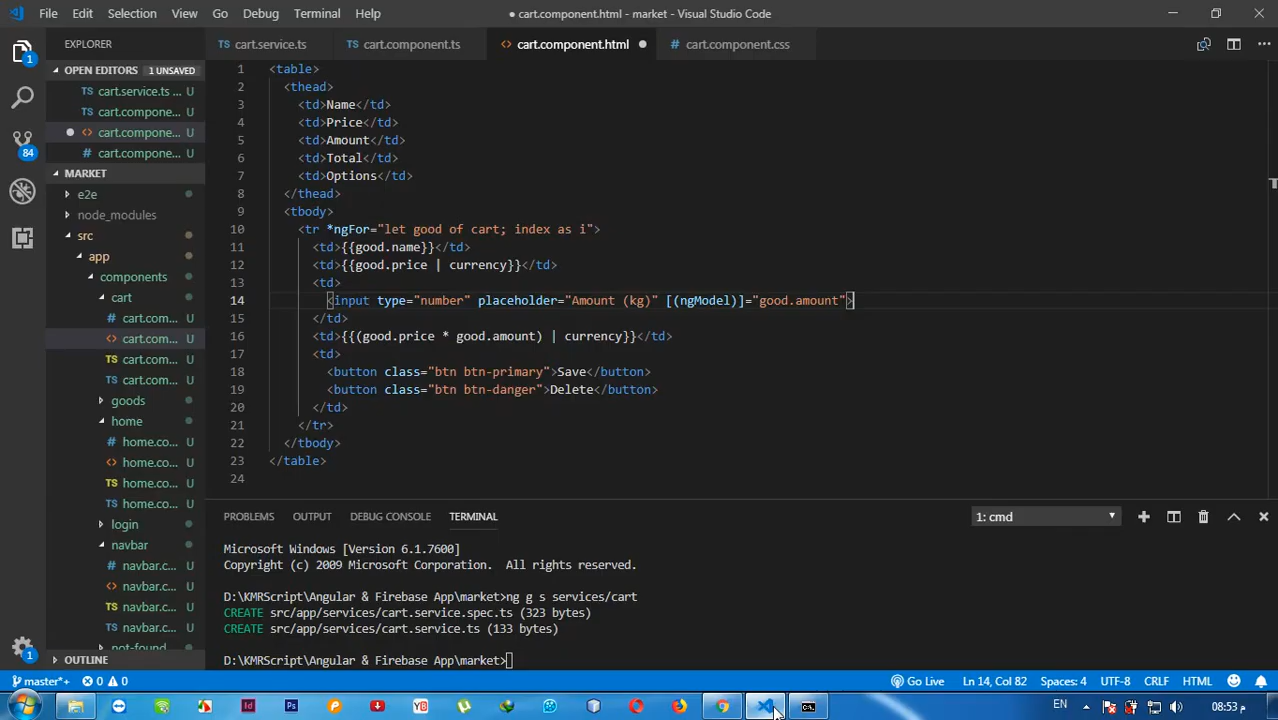 File Edit Selection View Go Debug Terminal Help ● cart.component.html - market - Visual Studio Code
EXPLORER
TS cart.service.ts TS cart.component.ts <> cart.component.html # cart.component.css
1
OPEN EDITORS 1 UNSAVED
TS cart.service.ts ... U
TS cart.compone... U
<> cart.compone... U
# cart.compone... U
84
MARKET
e2e
node_modules
src
app
components
cart
# cart.com... U
<> cart.com... U
TS cart.com... U
TS cart.com... U
goods
home
# home.co... U
<> home.co... U
TS home.co... U
TS home.co... U
login
navbar
# navbar.c... U
<> navbar.c... U
TS navbar.c... U
TS navbar.c... U
not-found
OUTLINE
1
1 <table>
2 <thead>
3 <td>Name</td>
4 <td>Price</td>
5 <td>Amount</td>
6 <td>Total</td>
7 <td>Options</td>
8 </thead>
9 <tbody>
10 <tr *ngFor="let good of cart; index as i">
11 <td>{{good.name}}</td>
12 <td>{{good.price | currency}}</td>
13 <td>
14 <input type="number" placeholder="Amount (kg)" [(ngModel)]="good.amount">
15 </td>
16 <td>{{(good.price * good.amount) | currency}}</td>
17 <td>
18 <button class="btn btn-primary">Save</button>
19 <button class="btn btn-danger">Delete</button>
20 </td>
21 </tr>
22 </tbody>
23 </table>
24
PROBLEMS OUTPUT DEBUG CONSOLE TERMINAL 1: cmd
Microsoft Windows [Version 6.1.7600]
Copyright (c) 2009 Microsoft Corporation. All rights reserved.
D:\KMRScript\Angular & Firebase App\market>ng g s services/cart
CREATE src/app/services/cart.service.spec.ts (323 bytes)
CREATE src/app/services/cart.service.ts (133 bytes)
D:\KMRScript\Angular & Firebase App\market>
master+ 0 0 Go Live Ln 14, Col 82 Spaces: 4 UTF-8 CRLF HTML
Id Ps P YB EN 08:53 ص